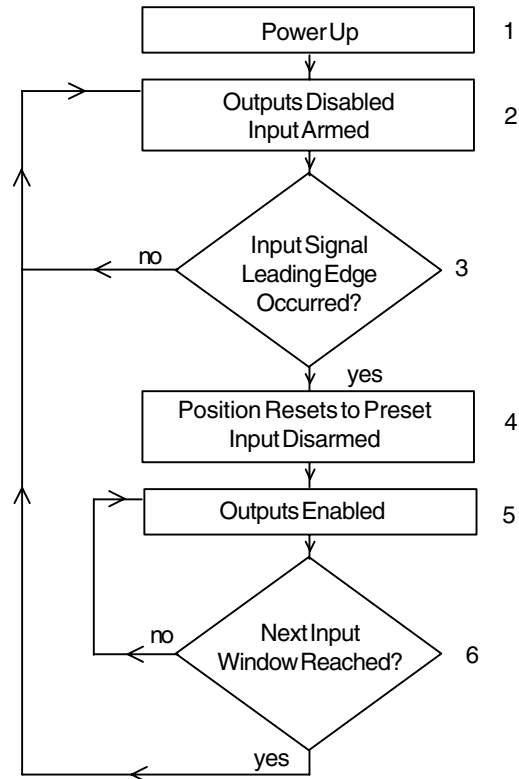 Power Up
1
Outputs Disabled
Input Armed
2
Input Signal
Leading Edge
Occurred?
no
3
yes
Position Resets to Preset
Input Disarmed
4
Outputs Enabled
5
no
Next Input
Window Reached?
6
yes